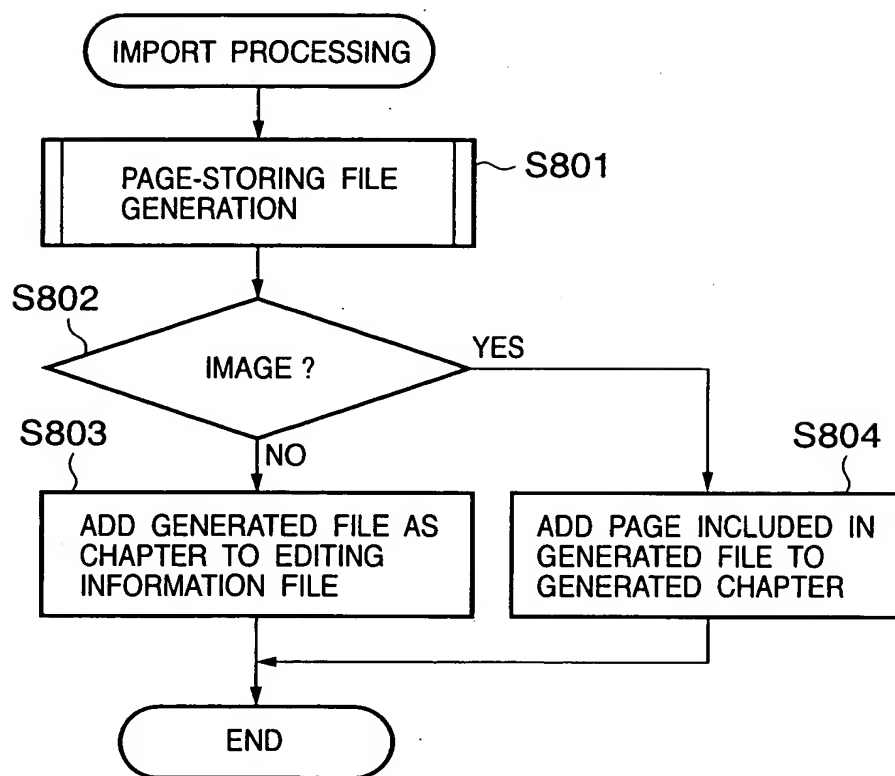 IMPORT PROCESSING
PAGE-STORING FILE
GENERATION
S801
S802
IMAGE ?
YES
NO
S803
ADD GENERATED FILE AS
CHAPTER TO EDITING
INFORMATION FILE
S804
ADD PAGE INCLUDED IN
GENERATED FILE TO
GENERATED CHAPTER
END